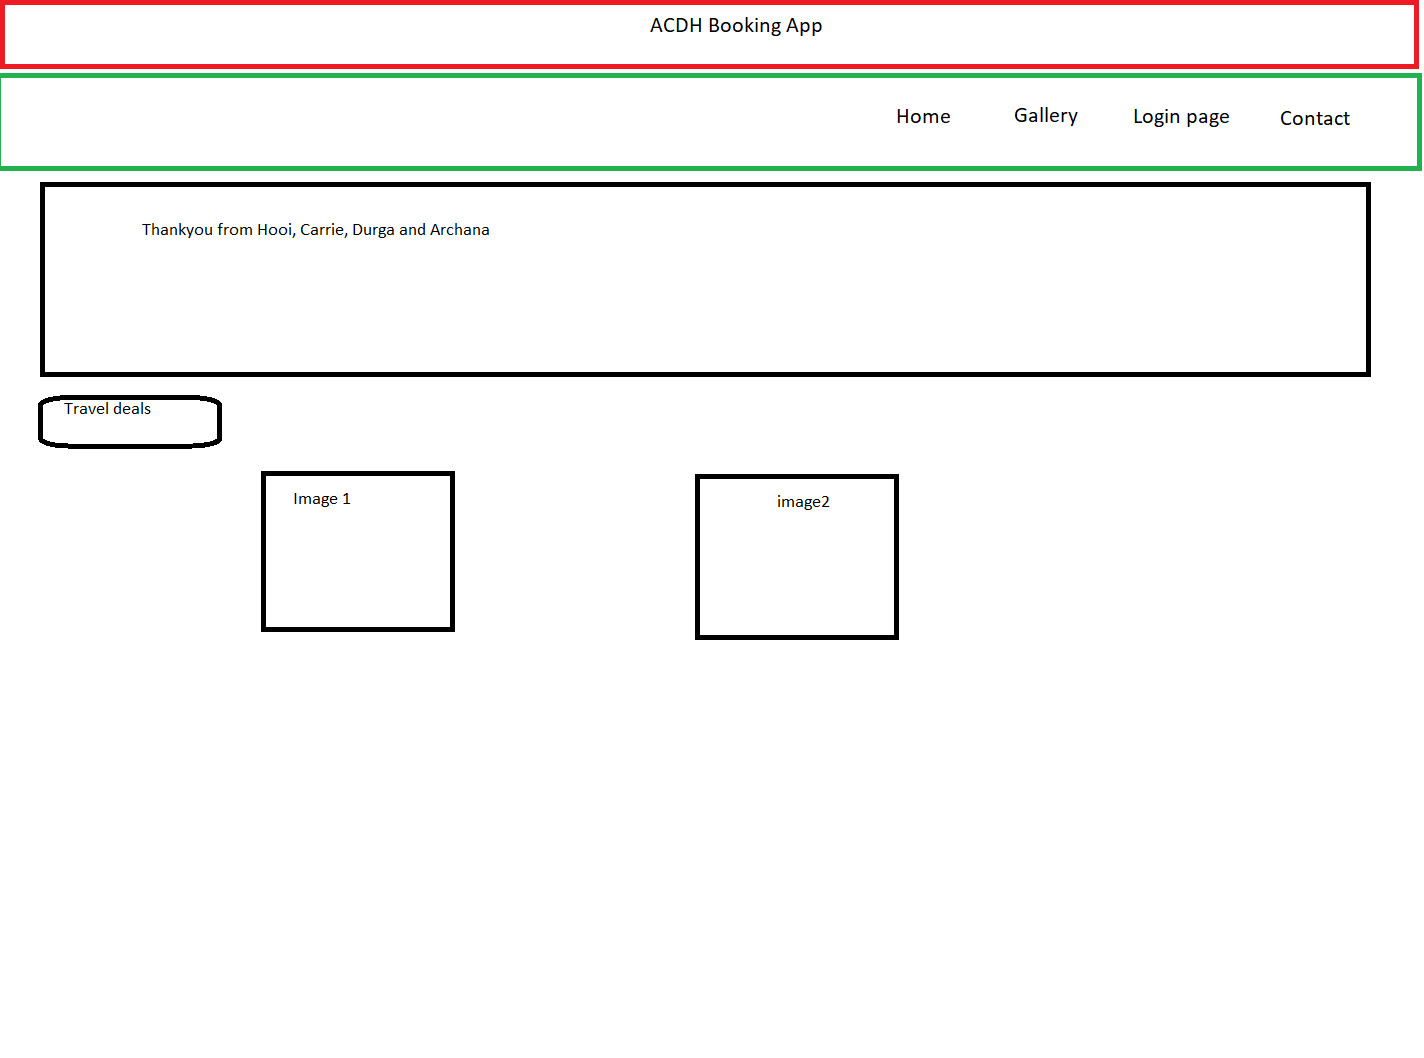 ACDH Booking App
Home Gallery Login page Contact
Thankyou from Hooi, Carrie, Durga and Archana
Travel deals
Image 1 image2